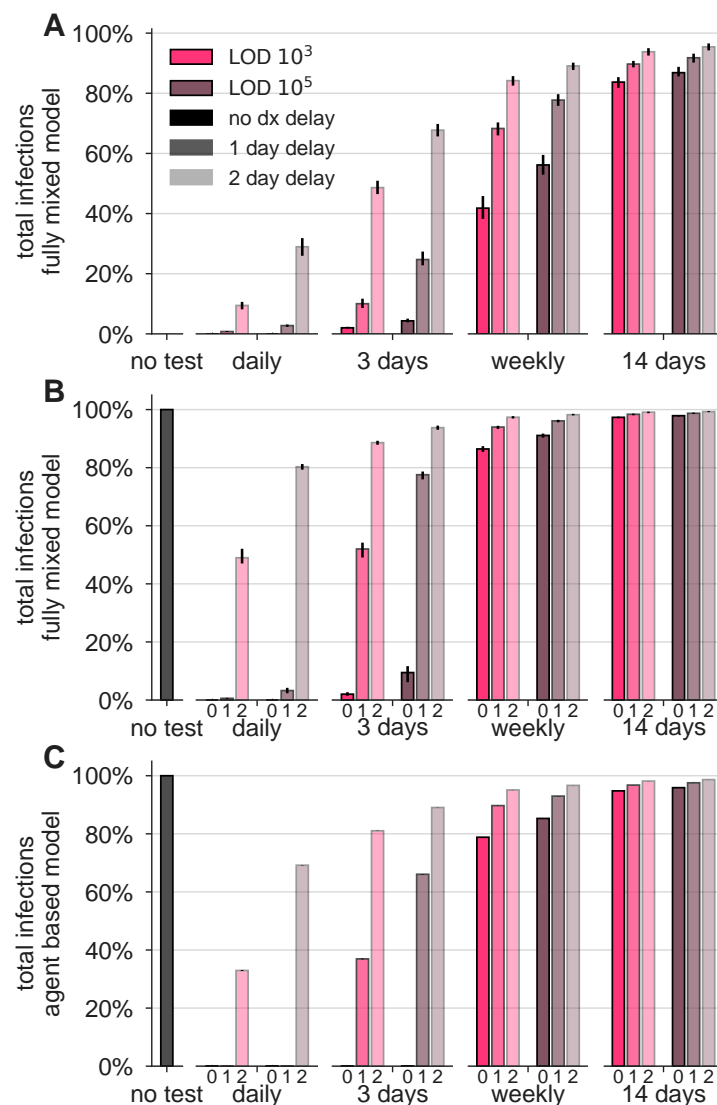 A
100%
80%
60%
40%
20%
0%
total infections
fully mixed model
LOD 10³
LOD 10⁵
no dx delay
1 day delay
2 day delay
no test daily 3 days weekly 14 days
B
100%
80%
60%
40%
20%
0%
total infections
fully mixed model
0 1 2 0 1 2 0 1 2 0 1 2 0 1 2 0 1 2 0 1 2 0 1 2
no test daily 3 days weekly 14 days
C
100%
80%
60%
40%
20%
0%
total infections
agent based model
0 1 2 0 1 2 0 1 2 0 1 2 0 1 2 0 1 2 0 1 2 0 1 2
no test daily 3 days weekly 14 days